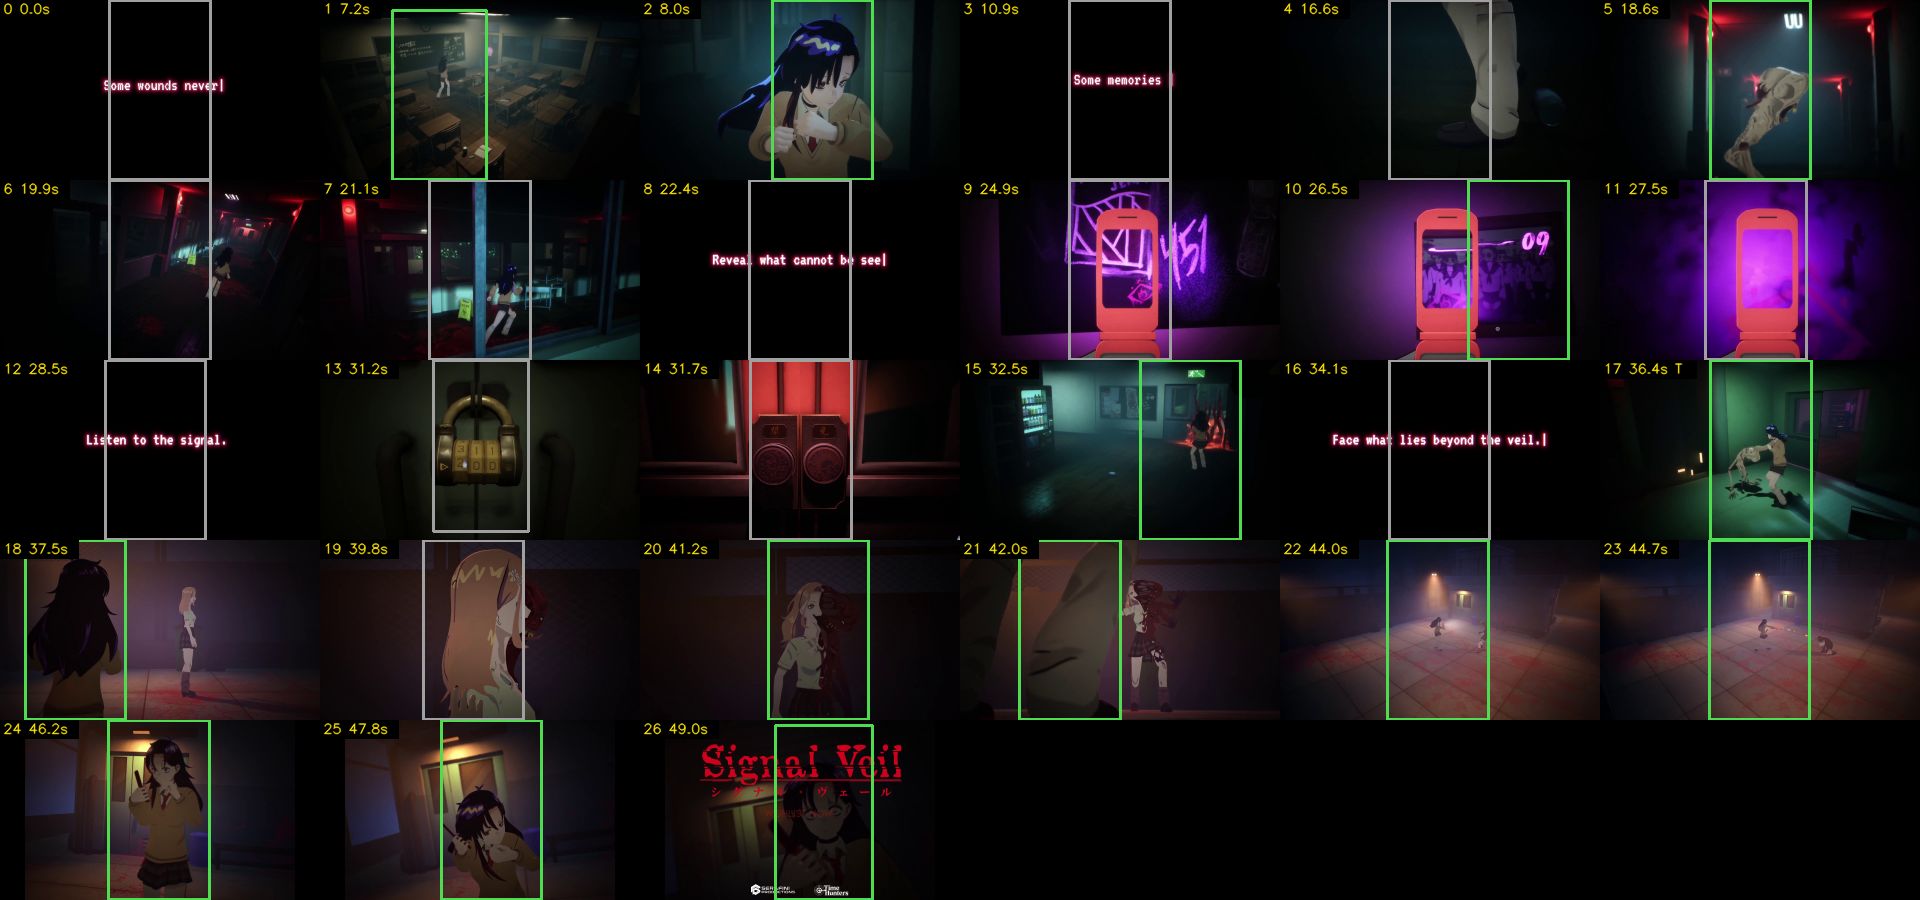 0 0.0s
Some wounds never|
1 7.2s
2 8.0s
3 10.9s
Some memories
4 16.6s
5 18.6s
6 19.9s
7 21.1s
8 22.4s
Reveal what cannot be see|
9 24.9s
451
10 26.5s
09
11 27.5s
12 28.5s
Listen to the signal.
13 31.2s
14 31.7s
15 32.5s
16 34.1s
Face what lies beyond the veil.|
17 36.4s T
18 37.5s
19 39.8s
20 41.2s
21 42.0s
22 44.0s
23 44.7s
24 46.2s
25 47.8s
26 49.0s
Signal Veil
シグナル・ヴェール
Time
Hunters